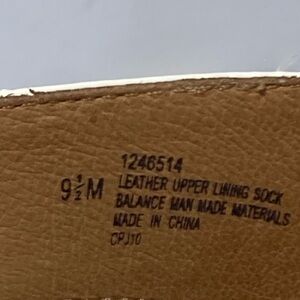 1246514
9½M LEATHER UPPER LINING SOCK
BALANCE MAN MADE MATERIALS
MADE IN CHINA
CPJ10